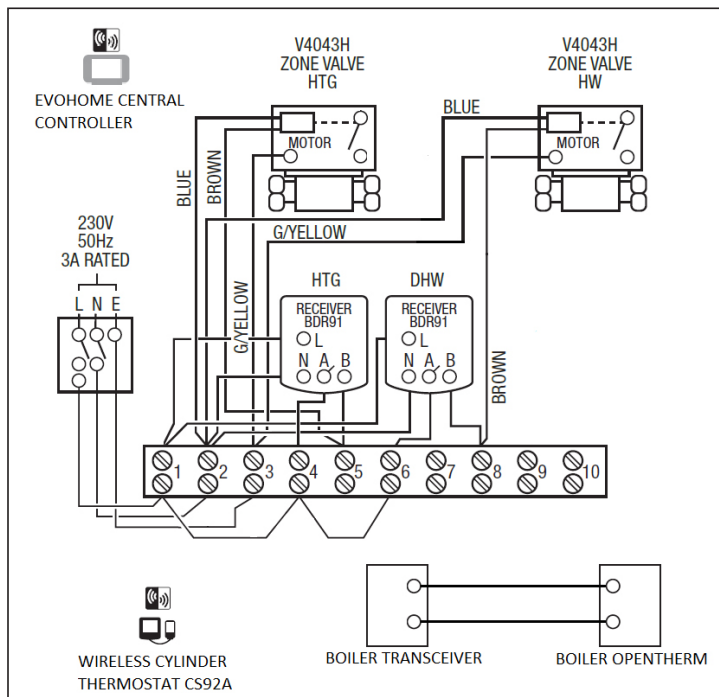 V4043H
ZONE VALVE
HTG
V4043H
ZONE VALVE
HW
EVOHOME CENTRAL
CONTROLLER
BLUE
MOTOR
MOTOR
BLUE
BROWN
G/YELLOW
230V
50Hz
3A RATED
L N E
HTG
DHW
G/YELLOW
RECEIVER
BDR91
L
N A B
RECEIVER
BDR91
L
N A B
BROWN
1 2 3 4 5 6 7 8 9 10
WIRELESS CYLINDER
THERMOSTAT CS92A
BOILER TRANSCEIVER
BOILER OPENTHERM